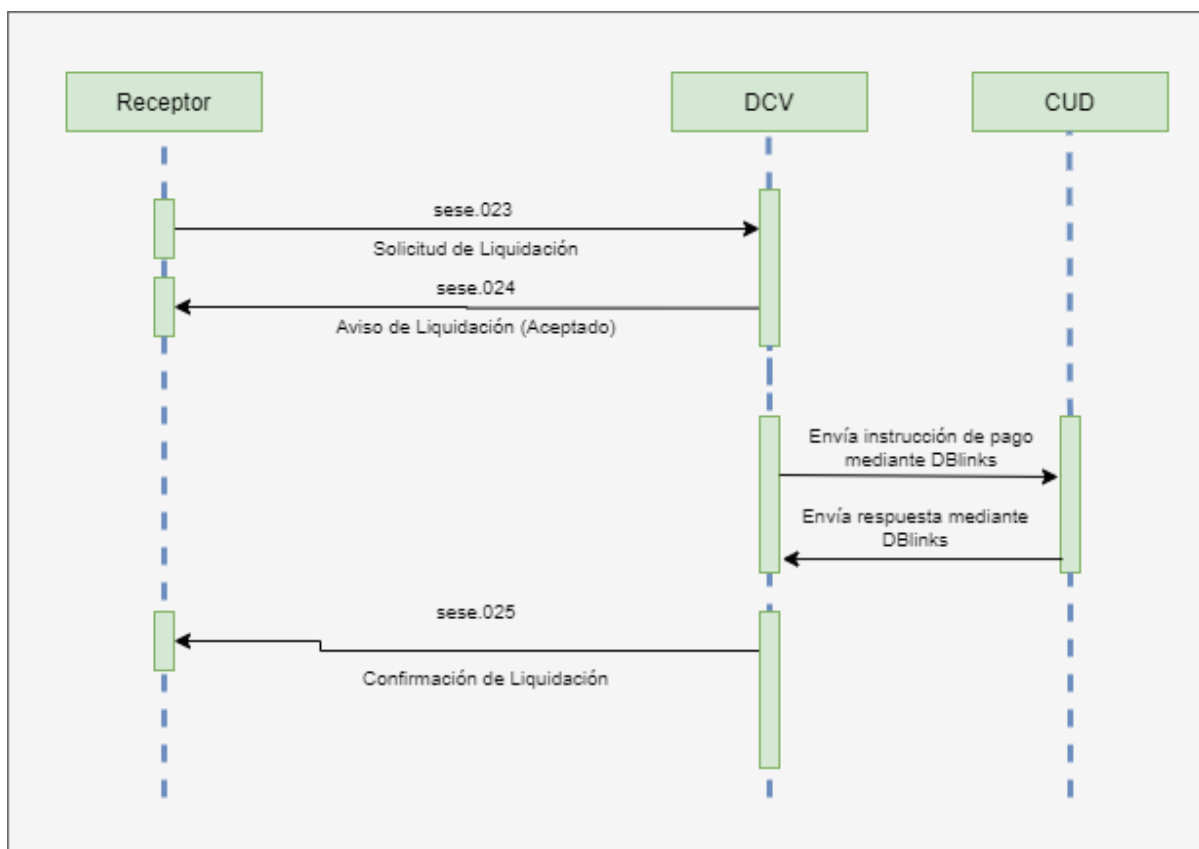 Receptor
DCV
CUD
sese.023
Solicitud de Liquidación
sese.024
Aviso de Liquidación (Aceptado)
Envía instrucción de pago
mediante DBlinks
Envía respuesta mediante
DBlinks
sese.025
Confirmación de Liquidación